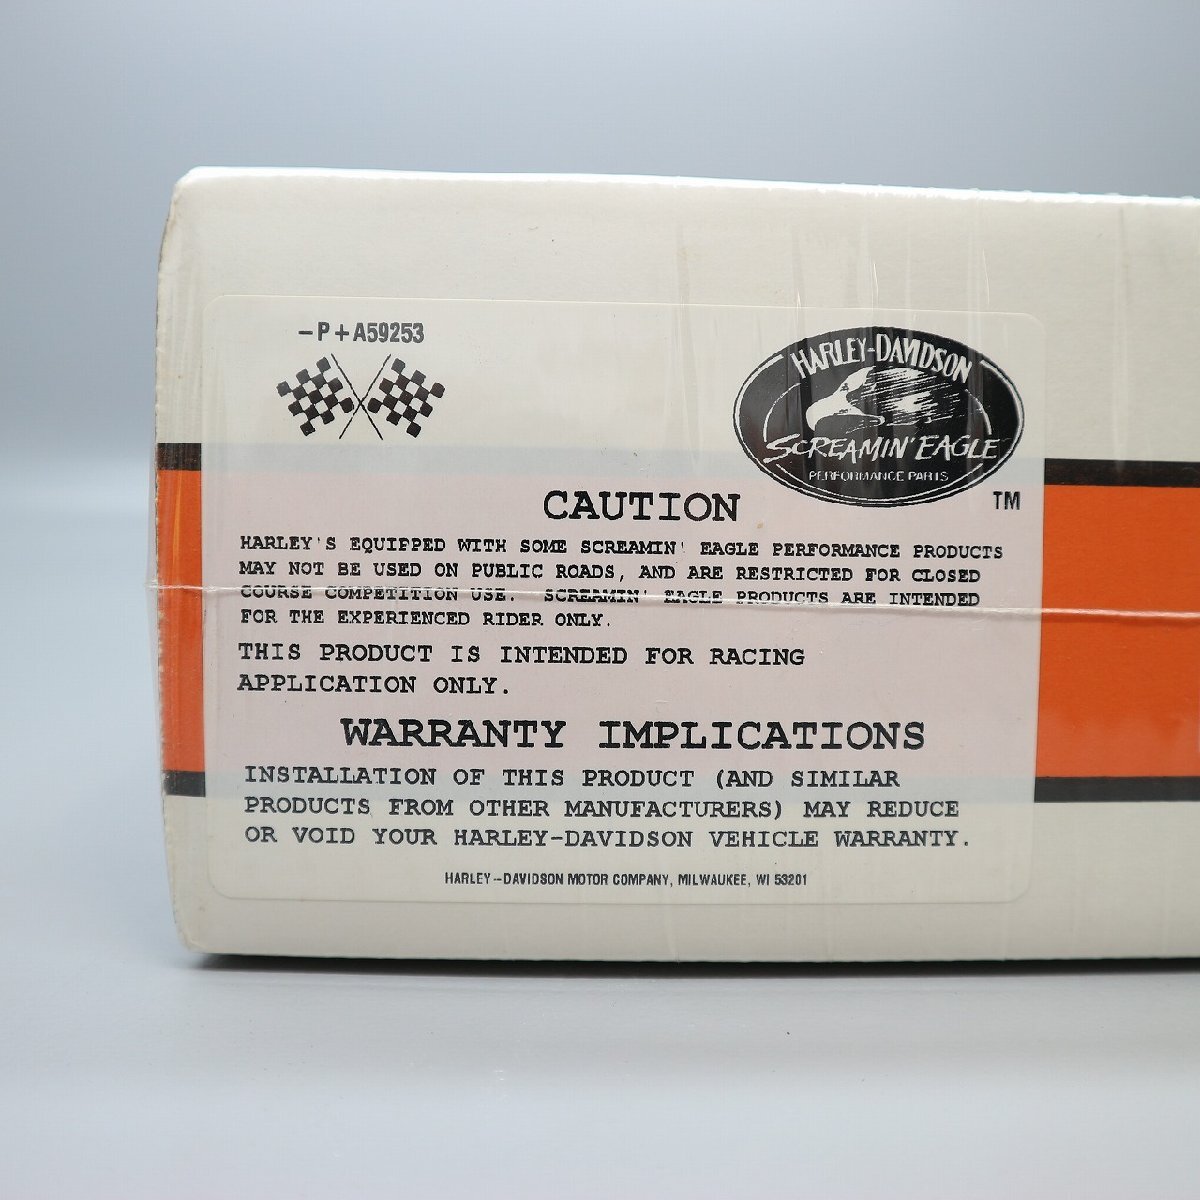 -P+A59253
HARLEY-DAVIDSON
SCREAMIN' EAGLE
PERFORMANCE PARTS
TM
CAUTION
HARLEY'S EQUIPPED WITH SOME SCREAMIN' EAGLE PERFORMANCE PRODUCTS
MAY NOT BE USED ON PUBLIC ROADS, AND ARE RESTRICTED FOR CLOSED
COURSE COMPETITION USE. SCREAMIN' EAGLE PRODUCTS ARE INTENDED
FOR THE EXPERIENCED RIDER ONLY.
THIS PRODUCT IS INTENDED FOR RACING
APPLICATION ONLY.
WARRANTY IMPLICATIONS
INSTALLATION OF THIS PRODUCT (AND SIMILAR
PRODUCTS FROM OTHER MANUFACTURERS) MAY REDUCE
OR VOID YOUR HARLEY-DAVIDSON VEHICLE WARRANTY.
HARLEY-DAVIDSON MOTOR COMPANY, MILWAUKEE, WI 53201